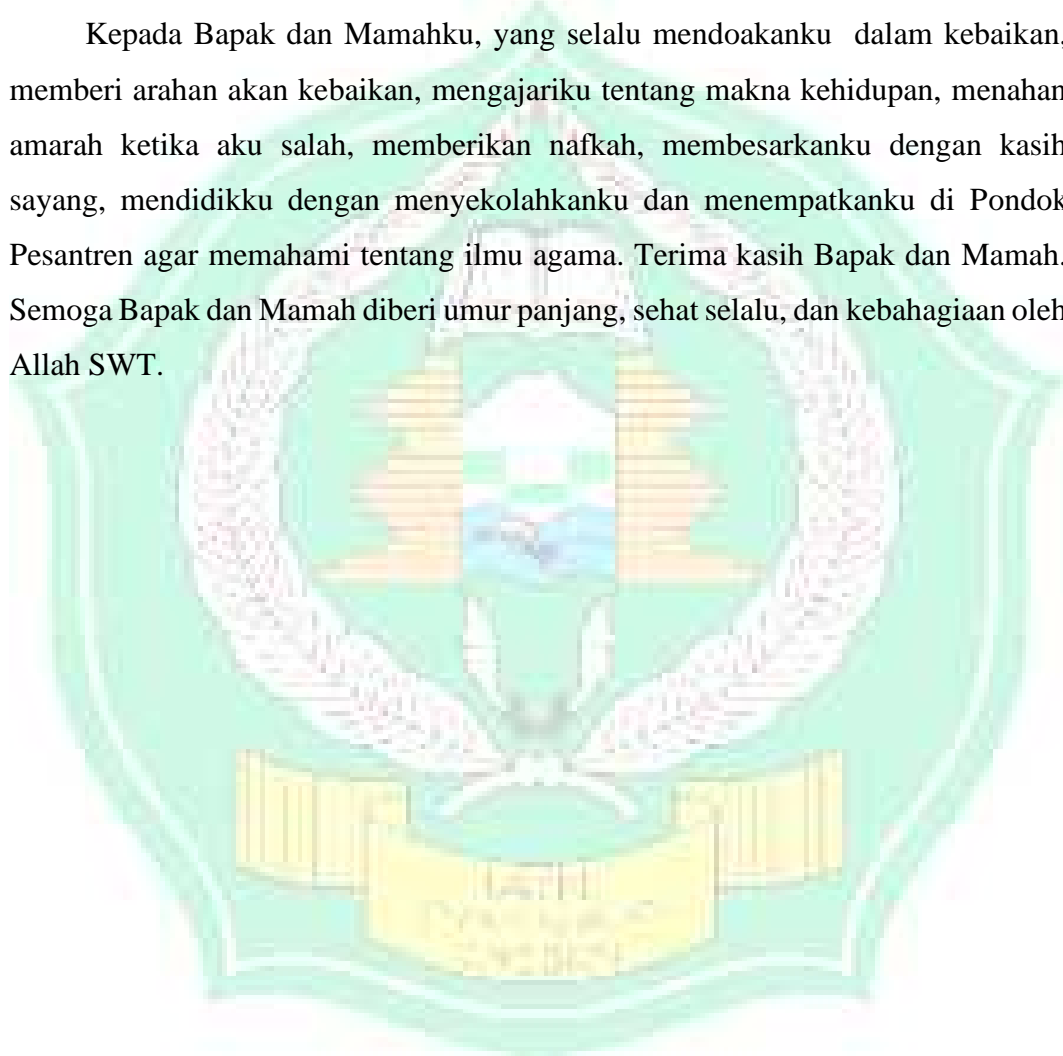 Kepada Bapak dan Mamahku, yang selalu mendoakanku dalam kebaikan,
memberi arahan akan kebaikan, mengajariku tentang makna kehidupan, menahan
amarah ketika aku salah, memberikan nafkah, membesarkanku dengan kasih
sayang, mendidikku dengan menyekolahkanku dan menempatkanku di Pondok
Pesantren agar memahami tentang ilmu agama. Terima kasih Bapak dan Mamah.
Semoga Bapak dan Mamah diberi umur panjang, sehat selalu, dan kebahagiaan oleh
Allah SWT.